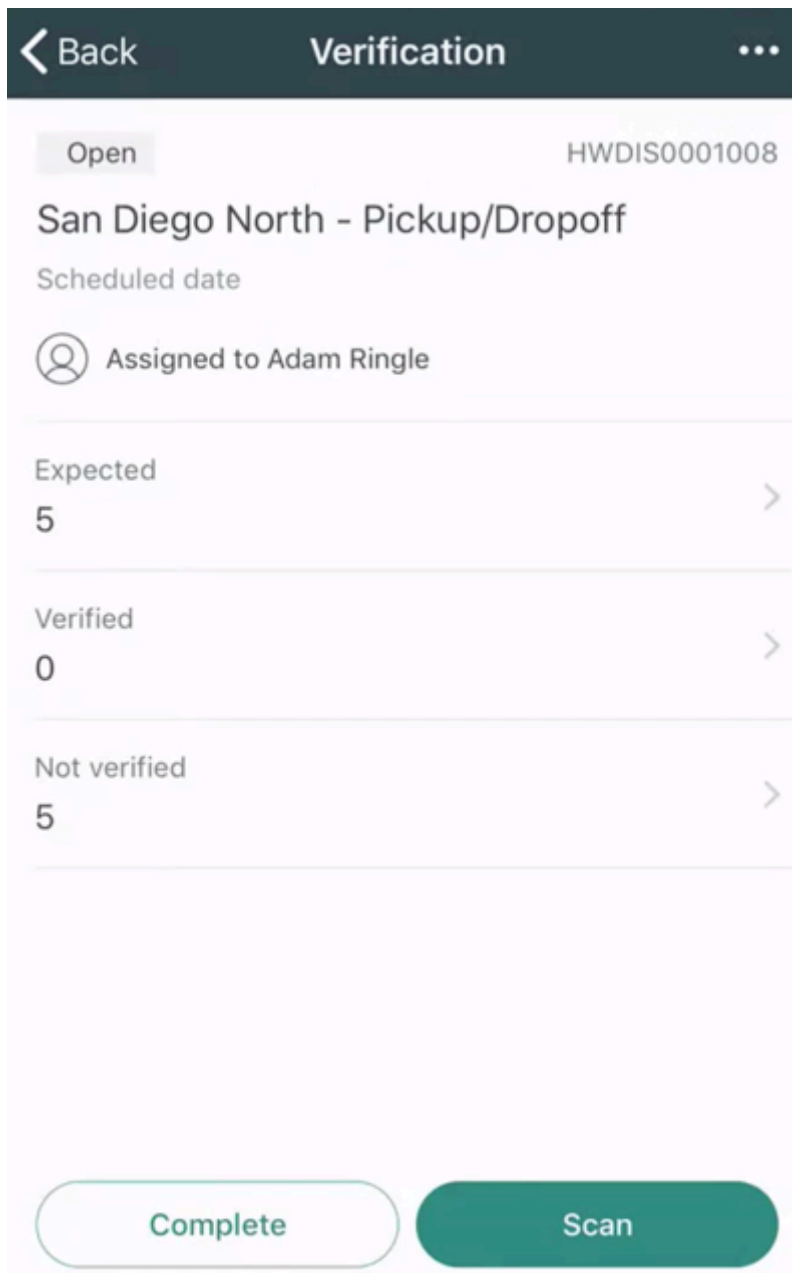 Back Verification ...
Open HWDIS0001008
San Diego North - Pickup/Dropoff
Scheduled date
Assigned to Adam Ringle
Expected
5
Verified
0
Not verified
5
Complete Scan